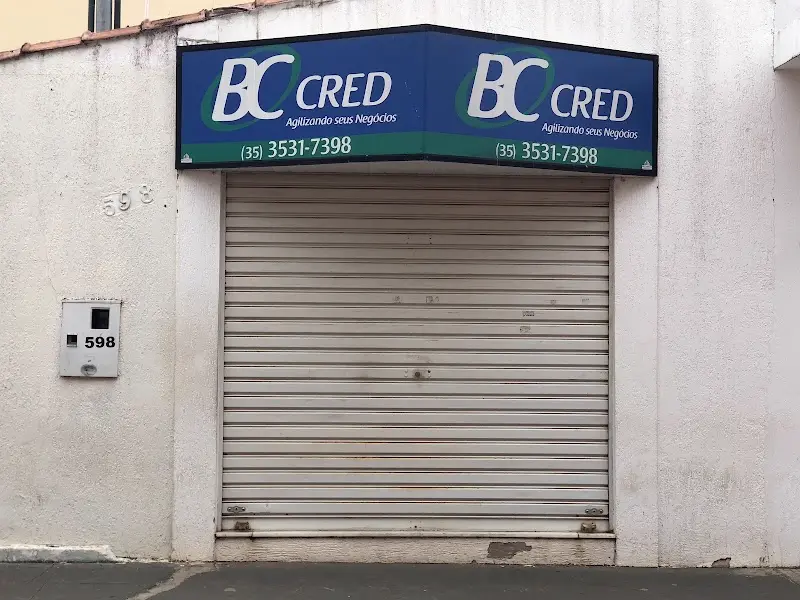 BC CRED
Agilizando seus Negócios
(35) 3531-7398
BC CRED
Agilizando seus Negócios
(35) 3531-7398
598
598